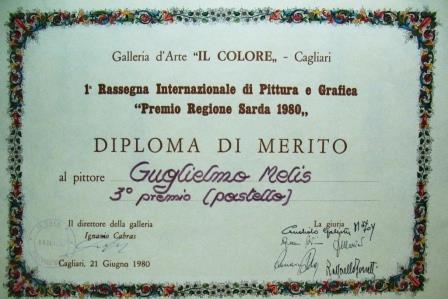 Galleria d'Arte "IL COLORE„ - Cagliari
1ª Rassegna Internazionale di Pittura e Grafica
"Premio Regione Sarda 1980„
DIPLOMA DI MERITO
al pittore Guglielmo Melis
3º premio (pastello)
Il direttore della galleria
Ignazio Cabras
La giuria
Cagliari, 21 Giugno 1980